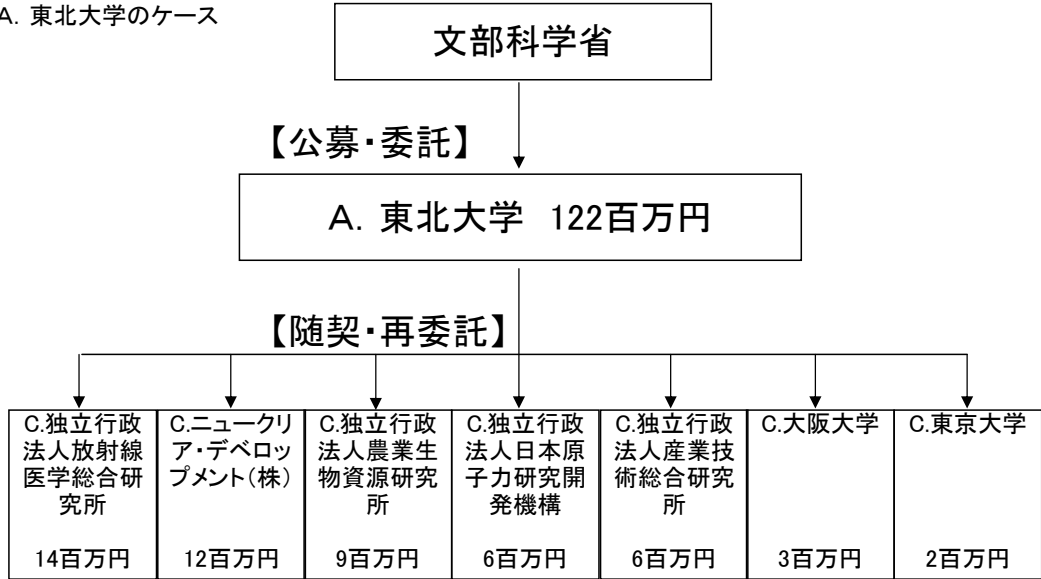 A. 東北大学のケース
文部科学省
【公募・委託】
A. 東北大学 122百万円
【随契・再委託】
C.独立行政
法人放射線
医学総合研
究所
14百万円
C.ニュークリ
ア・デベロッ
プメント(株)
12百万円
C.独立行政
法人農業生
物資源研究
所
9百万円
C.独立行政
法人日本原
子力研究開
発機構
6百万円
C.独立行政
法人産業技
術総合研究
所
6百万円
C.大阪大学
3百万円
C.東京大学
2百万円